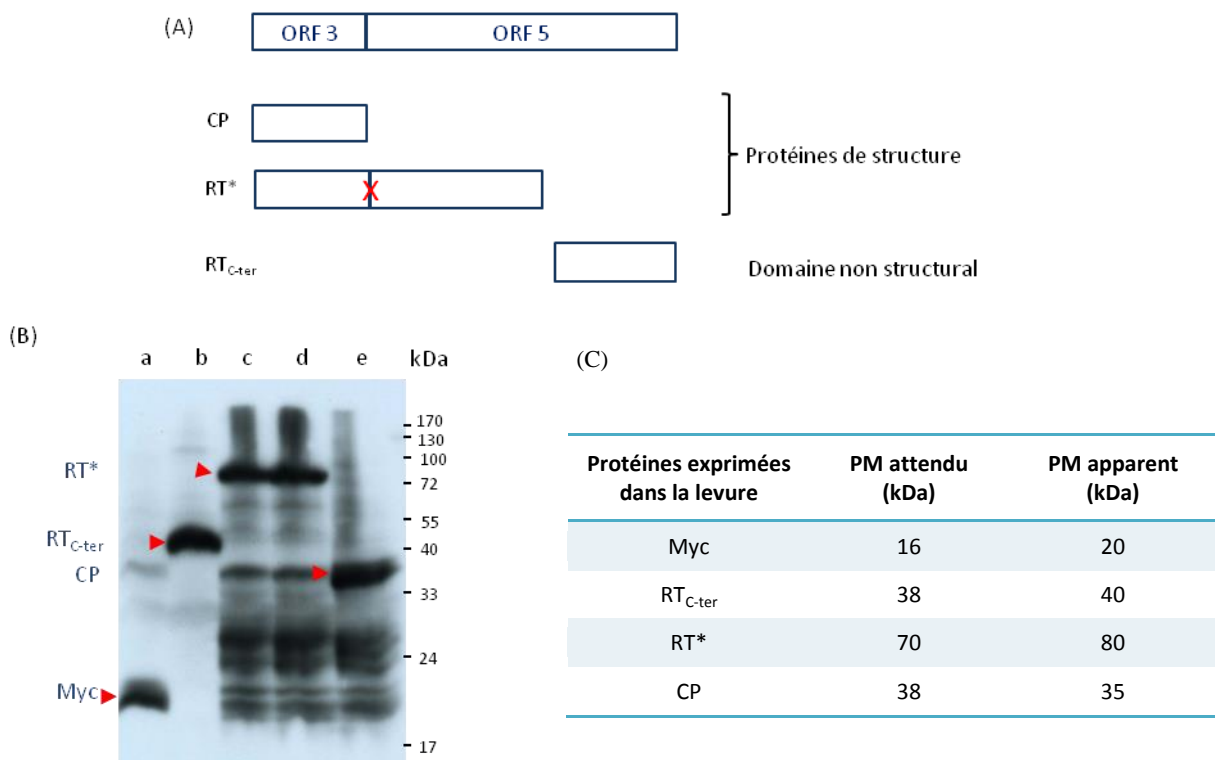 (A)
ORF 3 ORF 5
CP
RT*
X
Protéines de structure
RTC-ter
Domaine non structural
(B)
a b c d e kDa
RT*
RTC-ter
CP
Myc
170
130
100
72
55
40
33
24
17
(C)
Protéines exprimées dans la levure PM attendu (kDa) PM apparent (kDa)
Myc 16 20
RTC-ter 38 40
RT* 70 80
CP 38 35